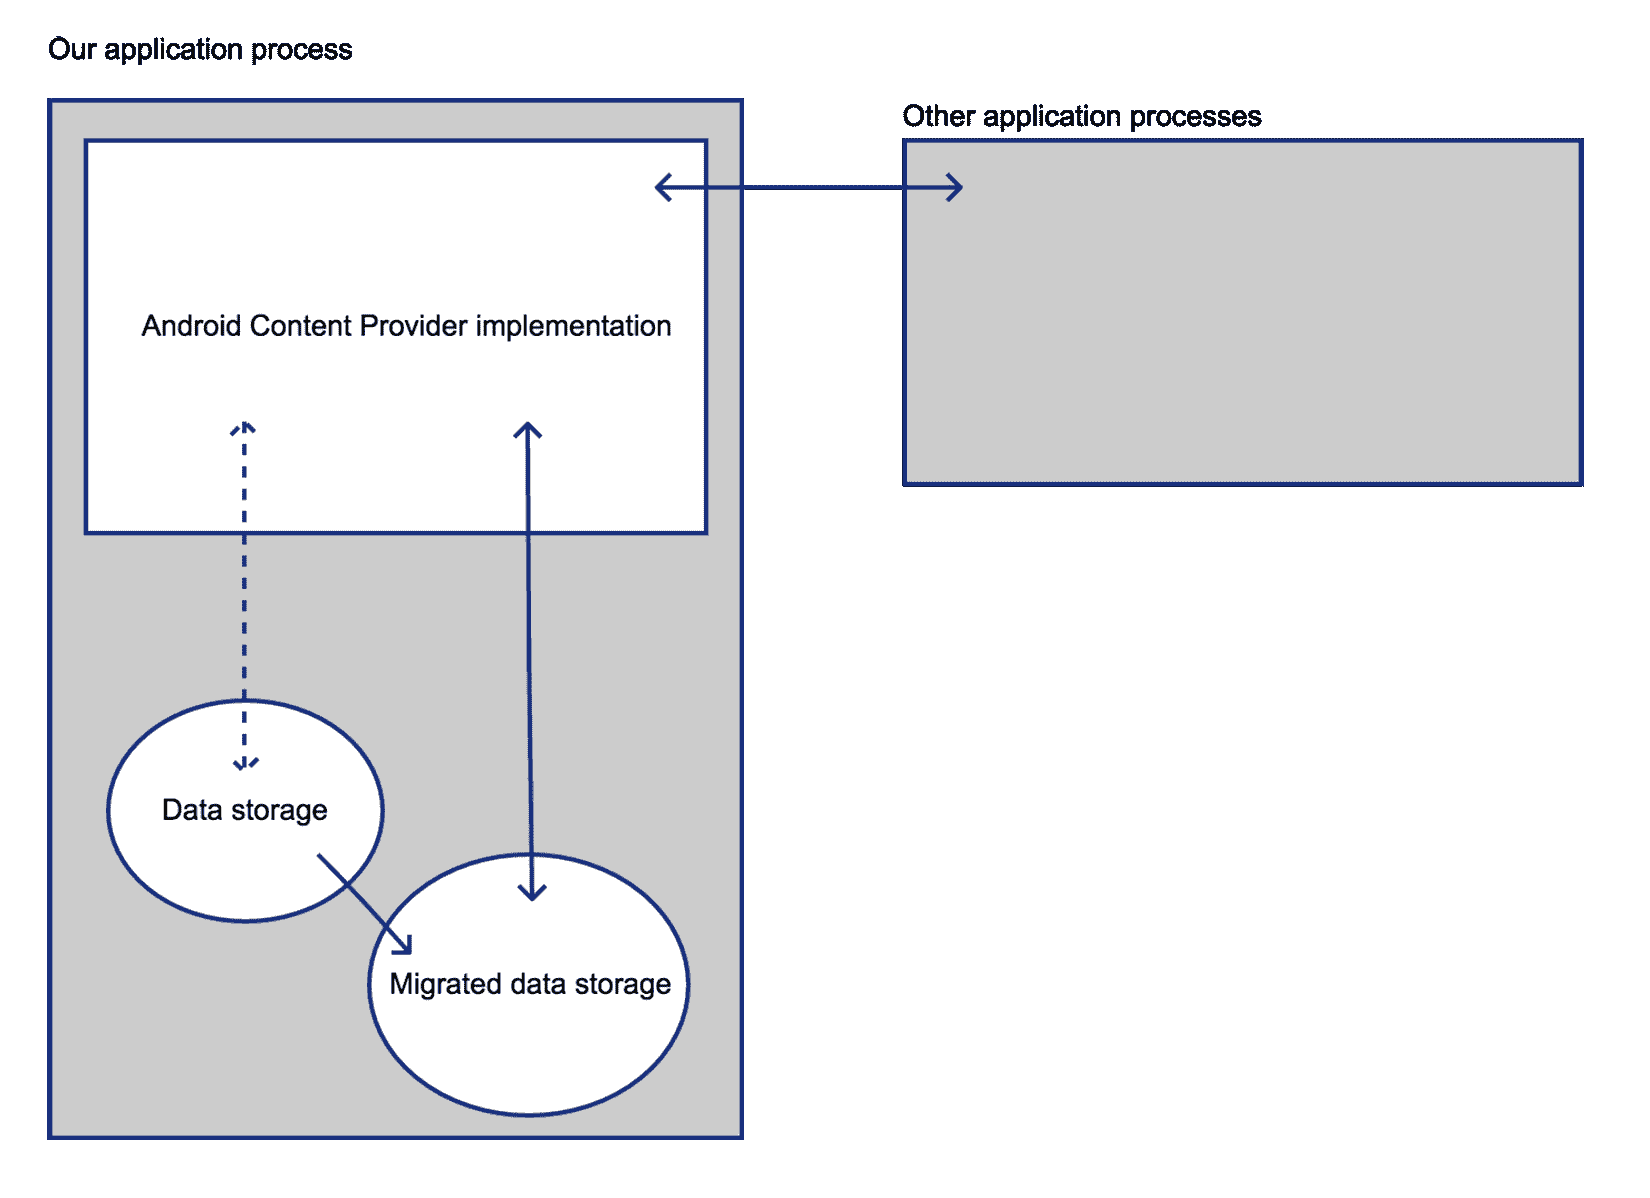 Our application process
Other application processes
Android Content Provider implementation
Data storage
Migrated data storage